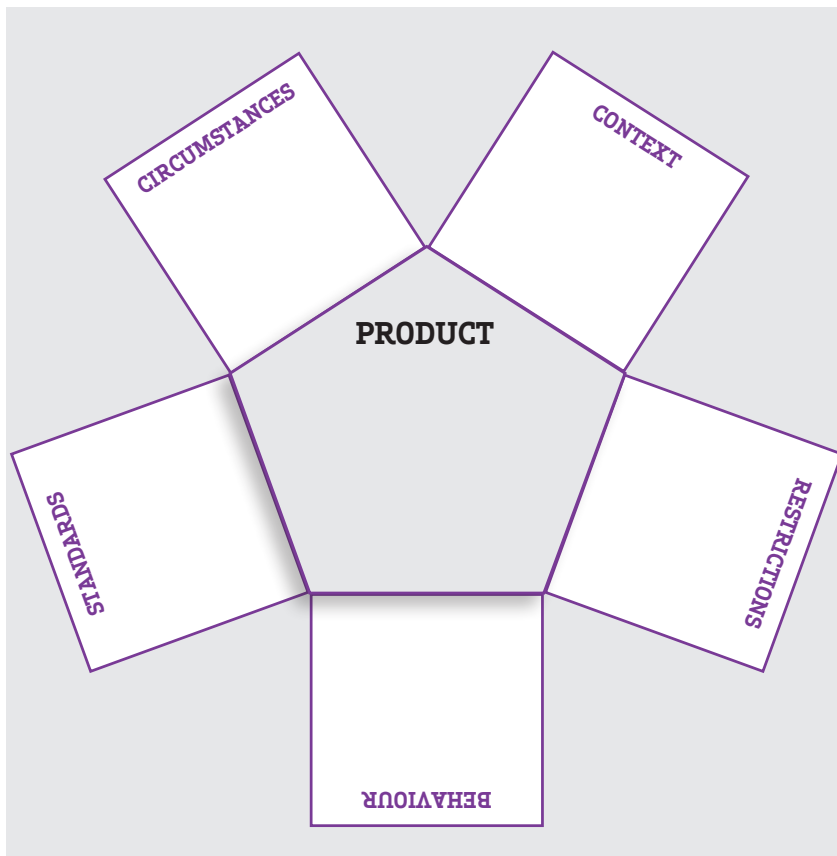 CIRCUMSTANCES
CONTEXT
PRODUCT
STANDARDS
RESTRICTIONS
BEHAVIOUR